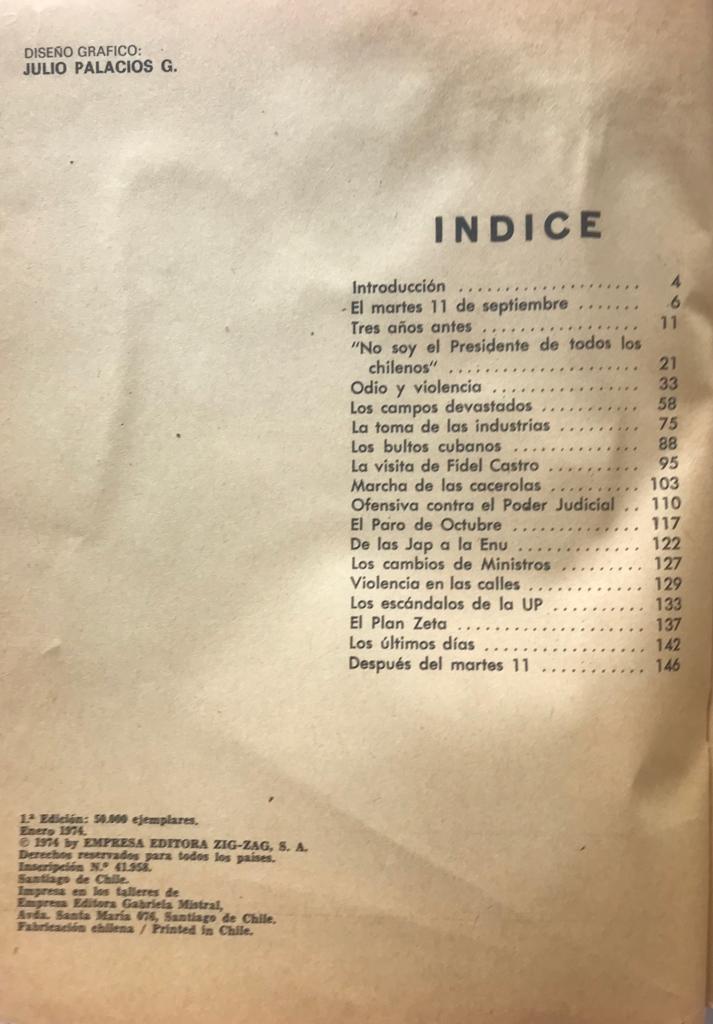 DISEÑO GRAFICO:
JULIO PALACIOS G.
INDICE
Introducción .................... 4
El martes 11 de septiembre ....... 6
Tres años antes ................. 11
"No soy el Presidente de todos los
chilenos" ..................... 21
Odio y violencia ................ 33
Los campos devastados ........... 58
La toma de las industrias ......... 75
Los bultos cubanos .............. 88
La visita de Fidel Castro .......... 95
Marcha de las cacerolas .......... 103
Ofensiva contra el Poder Judicial .. 110
El Paro de Octubre .............. 117
De las Jap a la Enu ............. 122
Los cambios de Ministros ......... 127
Violencia en las calles ............ 129
Los escándalos de la UP .......... 133
El Plan Zeta .................... 137
Los últimos días ................. 142
Después del martes 11 ........... 146
1.ª Edición: 50.000 ejemplares.
Enero 1974.
© 1974 by EMPRESA EDITORA ZIG-ZAG, S. A.
Derechos reservados para todos los países.
Inscripción N.º 41.958.
Santiago de Chile.
Impresa en los talleres de
Empresa Editora Gabriela Mistral,
Avda. Santa María 076, Santiago de Chile.
Fabricación chilena / Printed in Chile.